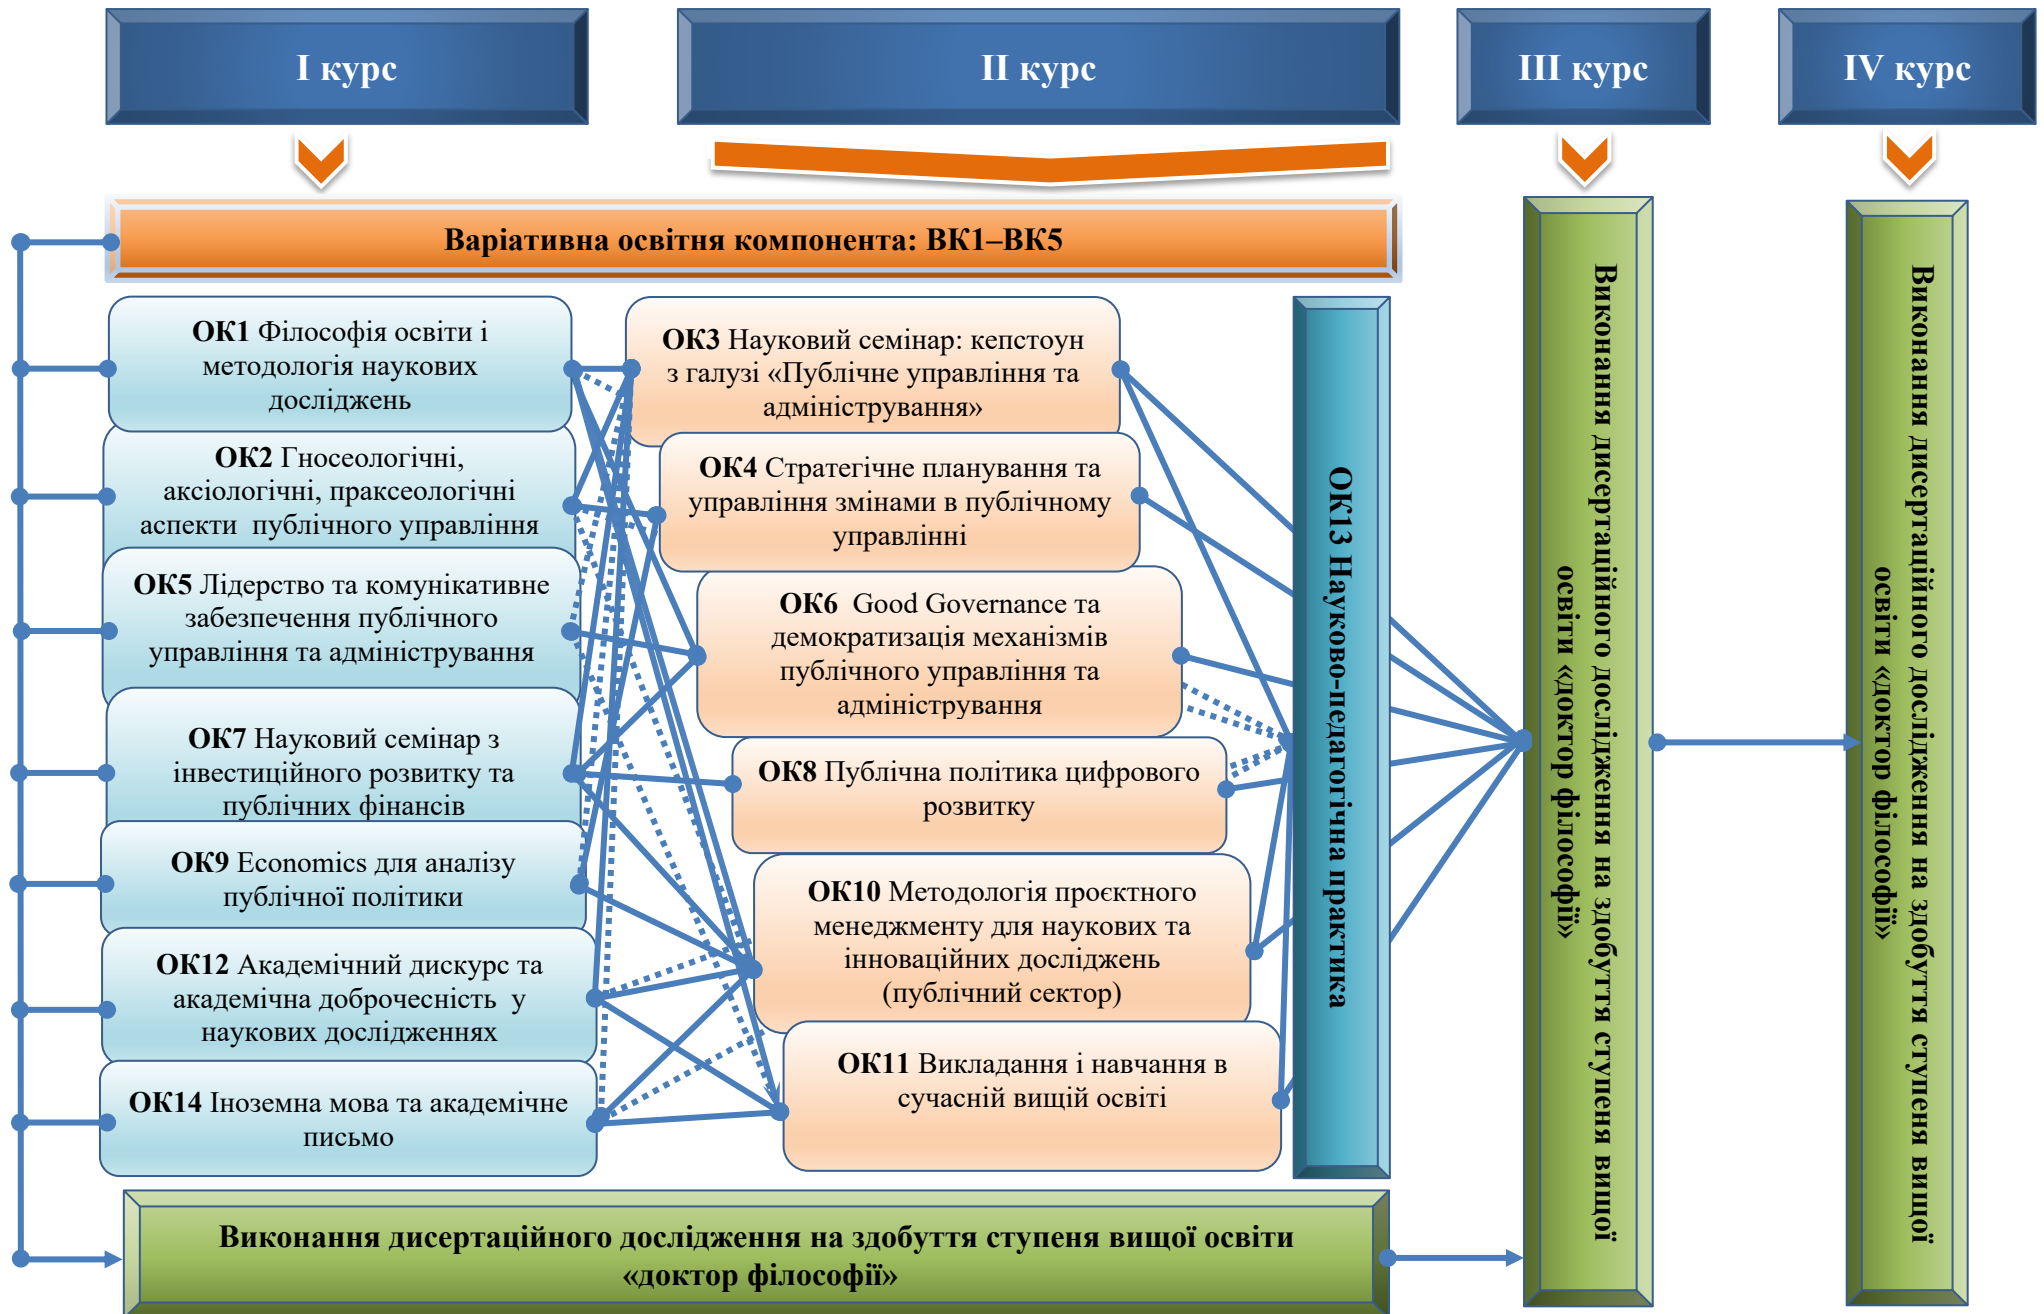 I курс
II курс
III курс
IV курс
Варіативна освітня компонента: ВК1–ВК5
ОК1 Філософія освіти і
методологія наукових
досліджень
ОК2 Гносеологічні,
аксіологічні, праксеологічні
аспекти публічного управління
ОК5 Лідерство та комунікативне
забезпечення публічного
управління та адміністрування
ОК7 Науковий семінар з
інвестиційного розвитку та
публічних фінансів
ОК9 Economics для аналізу
публічної політики
ОК12 Академічний дискурс та
академічна доброчесність у
наукових дослідженнях
ОК14 Іноземна мова та академічне
письмо
ОК3 Науковий семінар: кепстоун
з галузі «Публічне управління та
адміністрування»
ОК4 Стратегічне планування та
управління змінами в публічному
управлінні
ОК6 Good Governance та
демократизація механізмів
публічного управління та
адміністрування
ОК8 Публічна політика цифрового
розвитку
ОК10 Методологія проєктного
менеджменту для наукових та
інноваційних досліджень
(публічний сектор)
ОК11 Викладання і навчання в
сучасній вищій освіті
ОК13 Науково-педагогічна практика
Виконання дисертаційного дослідження на здобуття ступеня вищої
освіти «доктор філософії»
Виконання дисертаційного дослідження на здобуття ступеня вищої
освіти «доктор філософії»
Виконання дисертаційного дослідження на здобуття ступеня вищої освіти
«доктор філософії»